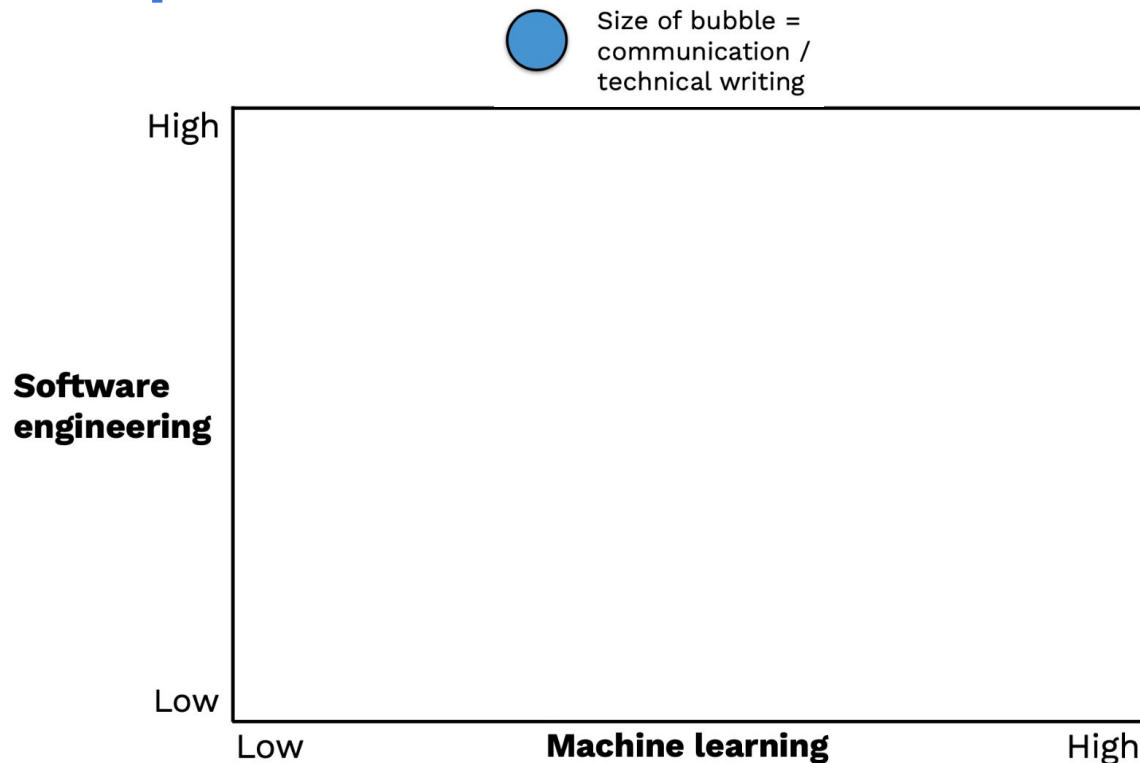 Size of bubble =
communication /
technical writing
High
Software
engineering
Low
Low Machine learning High